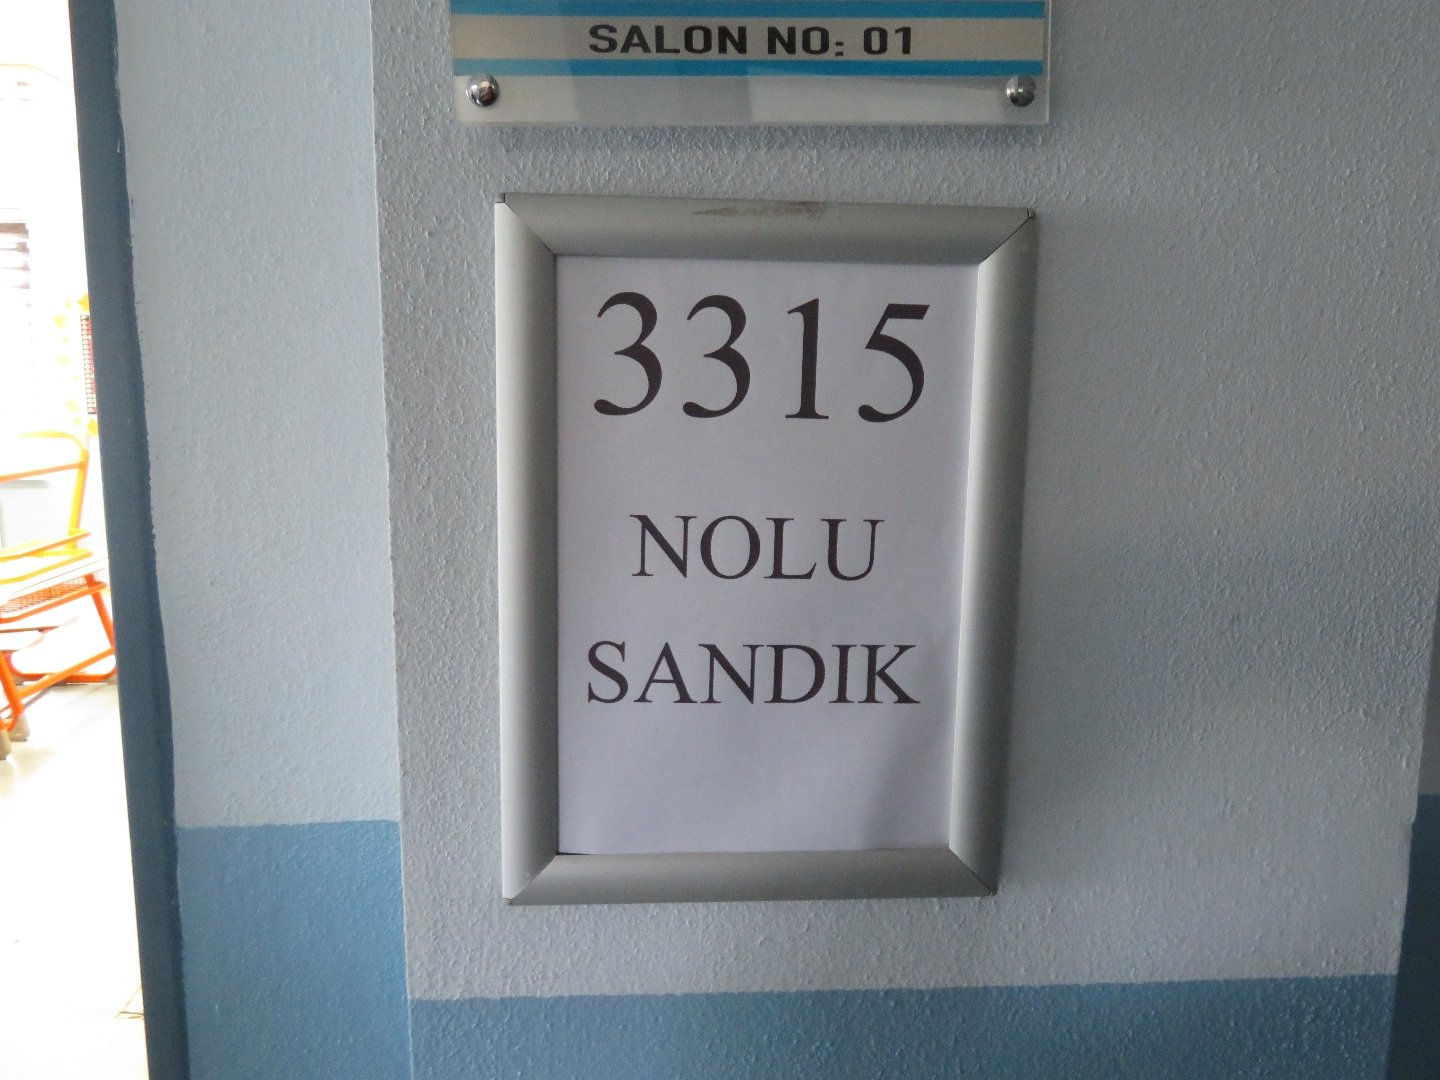 SALON NO: 01
3315
NOLU
SANDIK